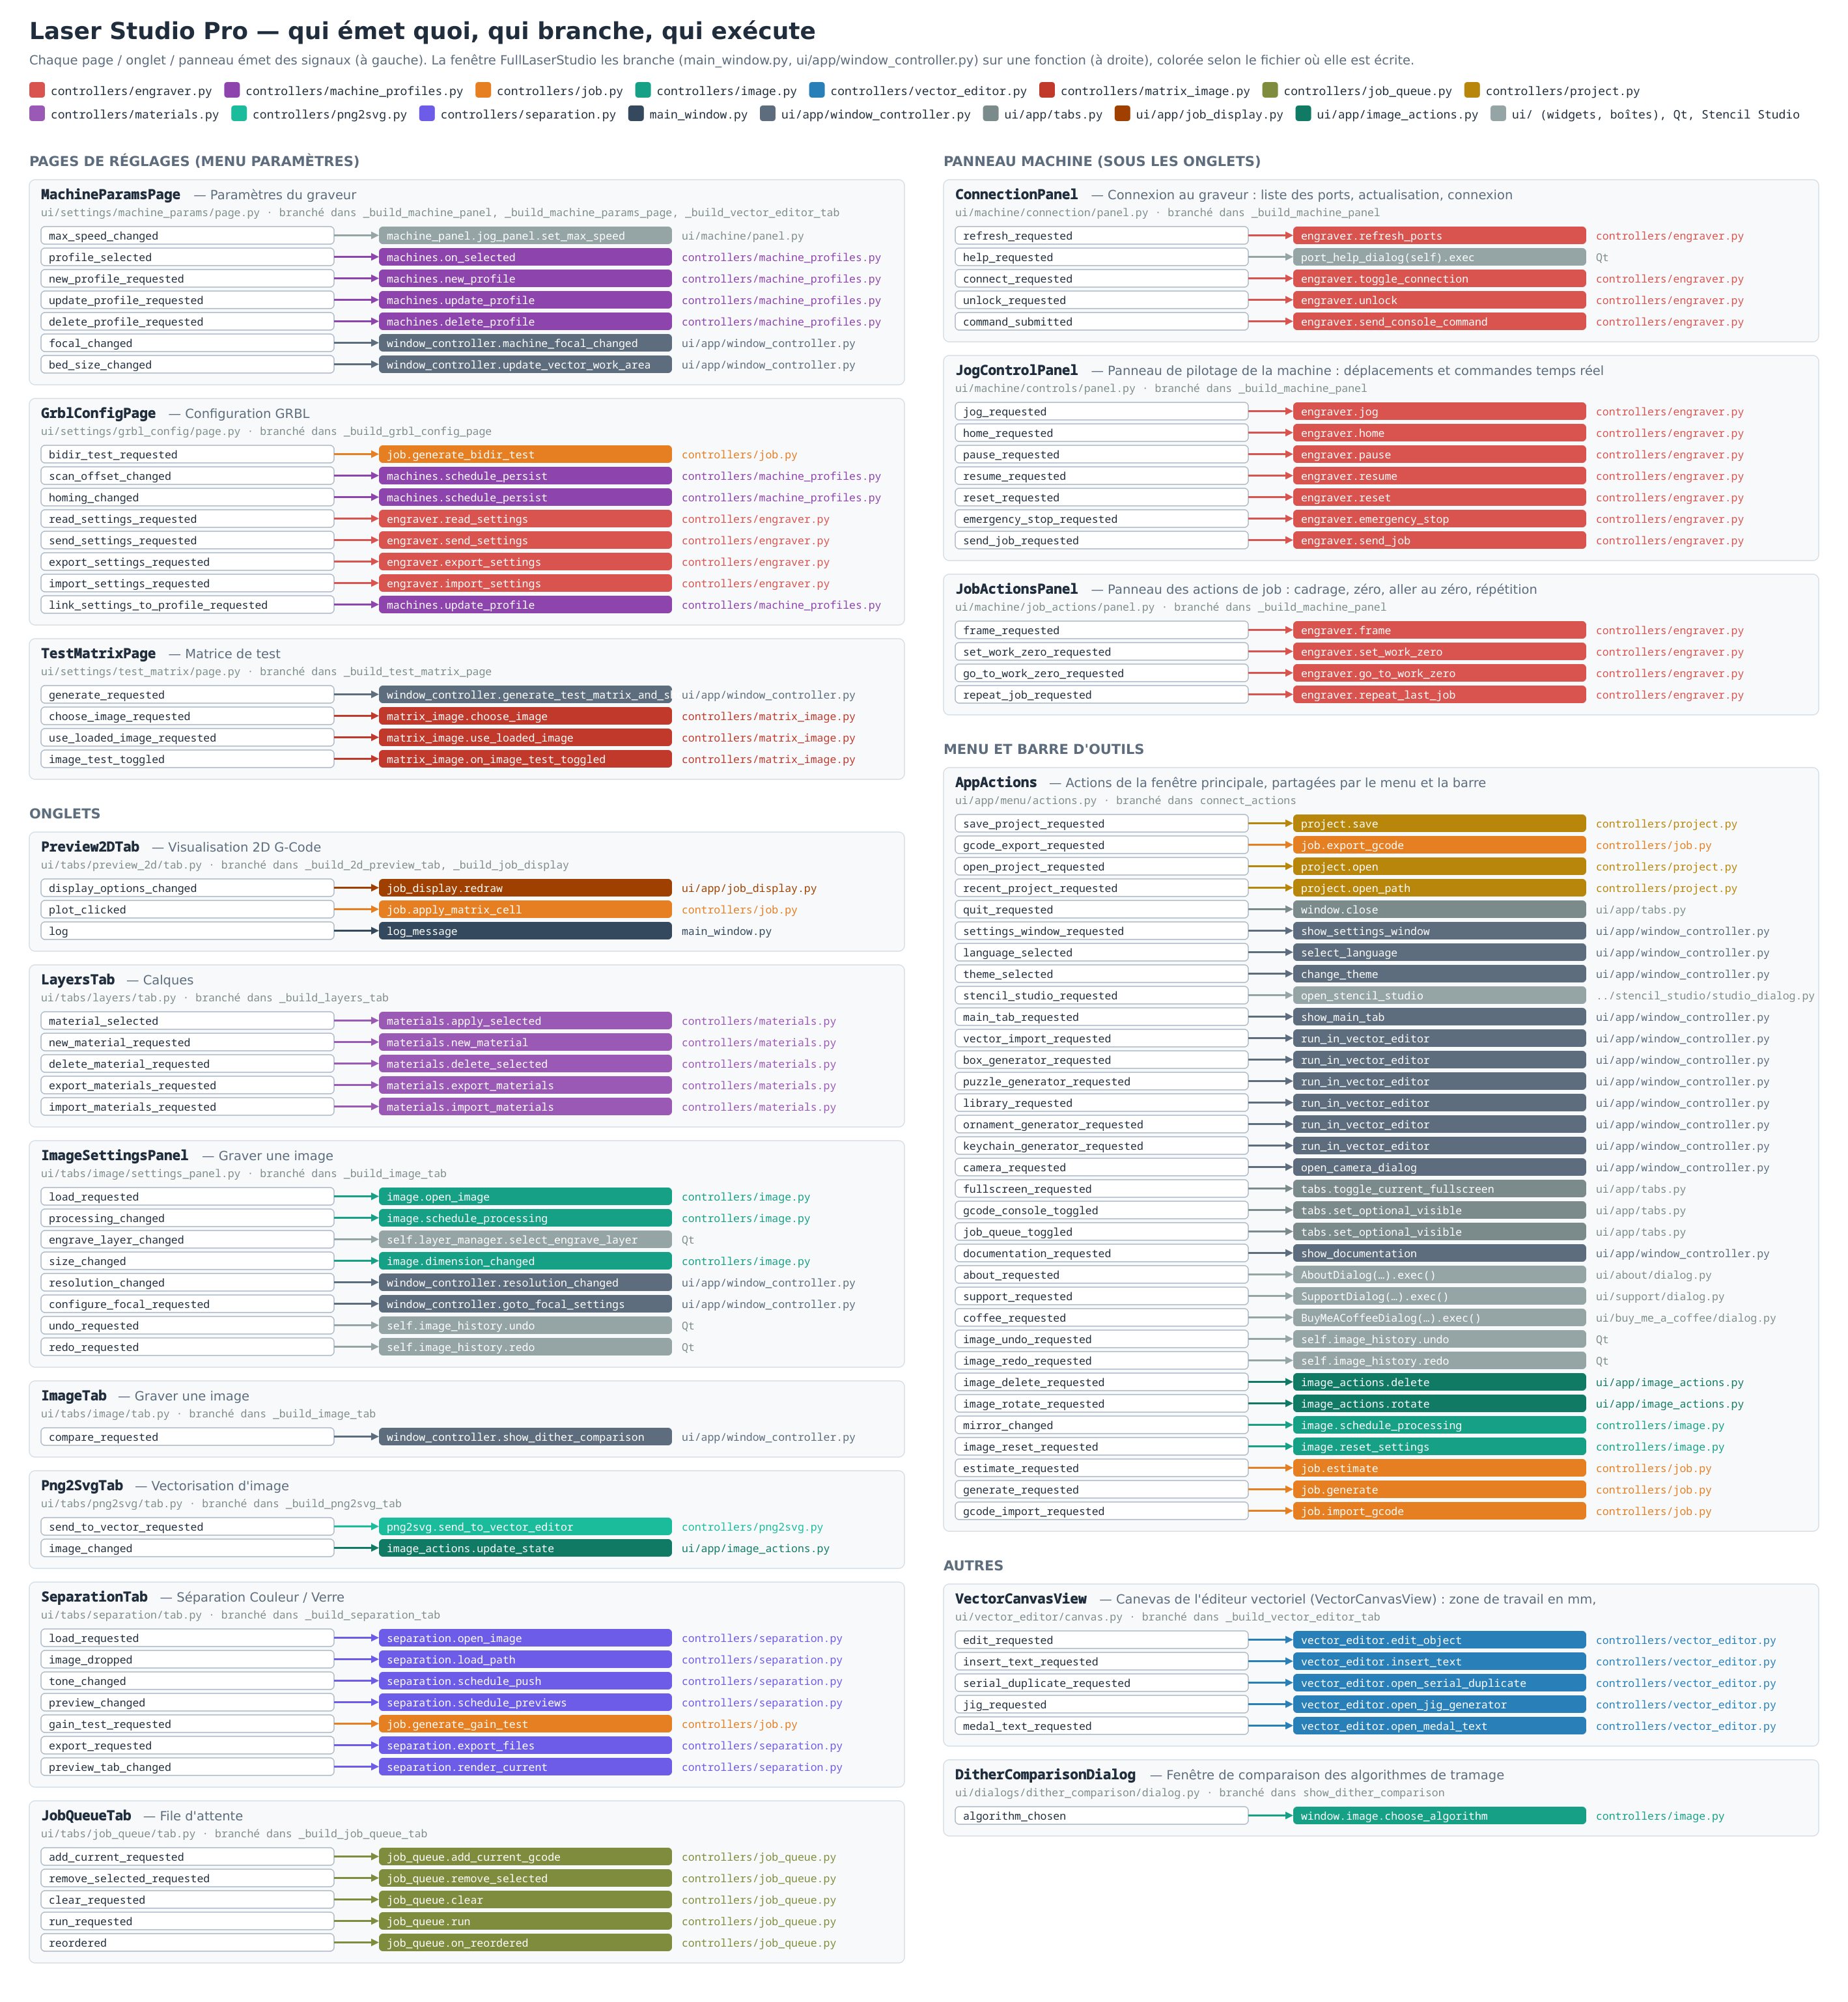 Laser Studio Pro — qui émet quoi, qui branche, qui exécute
Chaque page / onglet / panneau émet des signaux (à gauche). La fenêtre FullLaserStudio les branche (main_window.py, ui/app/window_controller.py) sur une fonction (à droite), colorée selon le fichier où elle est écrite.
controllers/engraver.py controllers/machine_profiles.py controllers/job.py controllers/image.py controllers/vector_editor.py controllers/matrix_image.py controllers/job_queue.py controllers/project.py
controllers/materials.py controllers/png2svg.py controllers/separation.py main_window.py ui/app/window_controller.py ui/app/tabs.py ui/app/job_display.py ui/app/image_actions.py ui/ (widgets, boîtes), Qt, Stencil Studio
PAGES DE RÉGLAGES (MENU PARAMÈTRES)
MachineParamsPage — Paramètres du graveur
ui/settings/machine_params/page.py · branché dans _build_machine_panel, _build_machine_params_page, _build_vector_editor_tab
max_speed_changed machine_panel.jog_panel.set_max_speed ui/machine/panel.py
profile_selected machines.on_selected controllers/machine_profiles.py
new_profile_requested machines.new_profile controllers/machine_profiles.py
update_profile_requested machines.update_profile controllers/machine_profiles.py
delete_profile_requested machines.delete_profile controllers/machine_profiles.py
focal_changed window_controller.machine_focal_changed ui/app/window_controller.py
bed_size_changed window_controller.update_vector_work_area ui/app/window_controller.py
GrblConfigPage — Configuration GRBL
ui/settings/grbl_config/page.py · branché dans _build_grbl_config_page
bidir_test_requested job.generate_bidir_test controllers/job.py
scan_offset_changed machines.schedule_persist controllers/machine_profiles.py
homing_changed machines.schedule_persist controllers/machine_profiles.py
read_settings_requested engraver.read_settings controllers/engraver.py
send_settings_requested engraver.send_settings controllers/engraver.py
export_settings_requested engraver.export_settings controllers/engraver.py
import_settings_requested engraver.import_settings controllers/engraver.py
link_settings_to_profile_requested machines.update_profile controllers/machine_profiles.py
TestMatrixPage — Matrice de test
ui/settings/test_matrix/page.py · branché dans _build_test_matrix_page
generate_requested window_controller.generate_test_matrix_and_s ui/app/window_controller.py
choose_image_requested matrix_image.choose_image controllers/matrix_image.py
use_loaded_image_requested matrix_image.use_loaded_image controllers/matrix_image.py
image_test_toggled matrix_image.on_image_test_toggled controllers/matrix_image.py
ONGLETS
Preview2DTab — Visualisation 2D G-Code
ui/tabs/preview_2d/tab.py · branché dans _build_2d_preview_tab, _build_job_display
display_options_changed job_display.redraw ui/app/job_display.py
plot_clicked job.apply_matrix_cell controllers/job.py
log log_message main_window.py
LayersTab — Calques
ui/tabs/layers/tab.py · branché dans _build_layers_tab
material_selected materials.apply_selected controllers/materials.py
new_material_requested materials.new_material controllers/materials.py
delete_material_requested materials.delete_selected controllers/materials.py
export_materials_requested materials.export_materials controllers/materials.py
import_materials_requested materials.import_materials controllers/materials.py
ImageSettingsPanel — Graver une image
ui/tabs/image/settings_panel.py · branché dans _build_image_tab
load_requested image.open_image controllers/image.py
processing_changed image.schedule_processing controllers/image.py
engrave_layer_changed self.layer_manager.select_engrave_layer Qt
size_changed image.dimension_changed controllers/image.py
resolution_changed window_controller.resolution_changed ui/app/window_controller.py
configure_focal_requested window_controller.goto_focal_settings ui/app/window_controller.py
undo_requested self.image_history.undo Qt
redo_requested self.image_history.redo Qt
ImageTab — Graver une image
ui/tabs/image/tab.py · branché dans _build_image_tab
compare_requested window_controller.show_dither_comparison ui/app/window_controller.py
Png2SvgTab — Vectorisation d'image
ui/tabs/png2svg/tab.py · branché dans _build_png2svg_tab
send_to_vector_requested png2svg.send_to_vector_editor controllers/png2svg.py
image_changed image_actions.update_state ui/app/image_actions.py
SeparationTab — Séparation Couleur / Verre
ui/tabs/separation/tab.py · branché dans _build_separation_tab
load_requested separation.open_image controllers/separation.py
image_dropped separation.load_path controllers/separation.py
tone_changed separation.schedule_push controllers/separation.py
preview_changed separation.schedule_previews controllers/separation.py
gain_test_requested job.generate_gain_test controllers/job.py
export_requested separation.export_files controllers/separation.py
preview_tab_changed separation.render_current controllers/separation.py
JobQueueTab — File d'attente
ui/tabs/job_queue/tab.py · branché dans _build_job_queue_tab
add_current_requested job_queue.add_current_gcode controllers/job_queue.py
remove_selected_requested job_queue.remove_selected controllers/job_queue.py
clear_requested job_queue.clear controllers/job_queue.py
run_requested job_queue.run controllers/job_queue.py
reordered job_queue.on_reordered controllers/job_queue.py
PANNEAU MACHINE (SOUS LES ONGLETS)
ConnectionPanel — Connexion au graveur : liste des ports, actualisation, connexion
ui/machine/connection/panel.py · branché dans _build_machine_panel
refresh_requested engraver.refresh_ports controllers/engraver.py
help_requested port_help_dialog(self).exec Qt
connect_requested engraver.toggle_connection controllers/engraver.py
unlock_requested engraver.unlock controllers/engraver.py
command_submitted engraver.send_console_command controllers/engraver.py
JogControlPanel — Panneau de pilotage de la machine : déplacements et commandes temps réel
ui/machine/controls/panel.py · branché dans _build_machine_panel
jog_requested engraver.jog controllers/engraver.py
home_requested engraver.home controllers/engraver.py
pause_requested engraver.pause controllers/engraver.py
resume_requested engraver.resume controllers/engraver.py
reset_requested engraver.reset controllers/engraver.py
emergency_stop_requested engraver.emergency_stop controllers/engraver.py
send_job_requested engraver.send_job controllers/engraver.py
JobActionsPanel — Panneau des actions de job : cadrage, zéro, aller au zéro, répétition
ui/machine/job_actions/panel.py · branché dans _build_machine_panel
frame_requested engraver.frame controllers/engraver.py
set_work_zero_requested engraver.set_work_zero controllers/engraver.py
go_to_work_zero_requested engraver.go_to_work_zero controllers/engraver.py
repeat_job_requested engraver.repeat_last_job controllers/engraver.py
MENU ET BARRE D'OUTILS
AppActions — Actions de la fenêtre principale, partagées par le menu et la barre
ui/app/menu/actions.py · branché dans connect_actions
save_project_requested project.save controllers/project.py
gcode_export_requested job.export_gcode controllers/job.py
open_project_requested project.open controllers/project.py
recent_project_requested project.open_path controllers/project.py
quit_requested window.close ui/app/tabs.py
settings_window_requested show_settings_window ui/app/window_controller.py
language_selected select_language ui/app/window_controller.py
theme_selected change_theme ui/app/window_controller.py
stencil_studio_requested open_stencil_studio ../stencil_studio/studio_dialog.py
main_tab_requested show_main_tab ui/app/window_controller.py
vector_import_requested run_in_vector_editor ui/app/window_controller.py
box_generator_requested run_in_vector_editor ui/app/window_controller.py
puzzle_generator_requested run_in_vector_editor ui/app/window_controller.py
library_requested run_in_vector_editor ui/app/window_controller.py
ornament_generator_requested run_in_vector_editor ui/app/window_controller.py
keychain_generator_requested run_in_vector_editor ui/app/window_controller.py
camera_requested open_camera_dialog ui/app/window_controller.py
fullscreen_requested tabs.toggle_current_fullscreen ui/app/tabs.py
gcode_console_toggled tabs.set_optional_visible ui/app/tabs.py
job_queue_toggled tabs.set_optional_visible ui/app/tabs.py
documentation_requested show_documentation ui/app/window_controller.py
about_requested AboutDialog(…).exec() ui/about/dialog.py
support_requested SupportDialog(…).exec() ui/support/dialog.py
coffee_requested BuyMeACoffeeDialog(…).exec() ui/buy_me_a_coffee/dialog.py
image_undo_requested self.image_history.undo Qt
image_redo_requested self.image_history.redo Qt
image_delete_requested image_actions.delete ui/app/image_actions.py
image_rotate_requested image_actions.rotate ui/app/image_actions.py
mirror_changed image.schedule_processing controllers/image.py
image_reset_requested image.reset_settings controllers/image.py
estimate_requested job.estimate controllers/job.py
generate_requested job.generate controllers/job.py
gcode_import_requested job.import_gcode controllers/job.py
AUTRES
VectorCanvasView — Canevas de l'éditeur vectoriel (VectorCanvasView) : zone de travail en mm,
ui/vector_editor/canvas.py · branché dans _build_vector_editor_tab
edit_requested vector_editor.edit_object controllers/vector_editor.py
insert_text_requested vector_editor.insert_text controllers/vector_editor.py
serial_duplicate_requested vector_editor.open_serial_duplicate controllers/vector_editor.py
jig_requested vector_editor.open_jig_generator controllers/vector_editor.py
medal_text_requested vector_editor.open_medal_text controllers/vector_editor.py
DitherComparisonDialog — Fenêtre de comparaison des algorithmes de tramage
ui/dialogs/dither_comparison/dialog.py · branché dans show_dither_comparison
algorithm_chosen window.image.choose_algorithm controllers/image.py